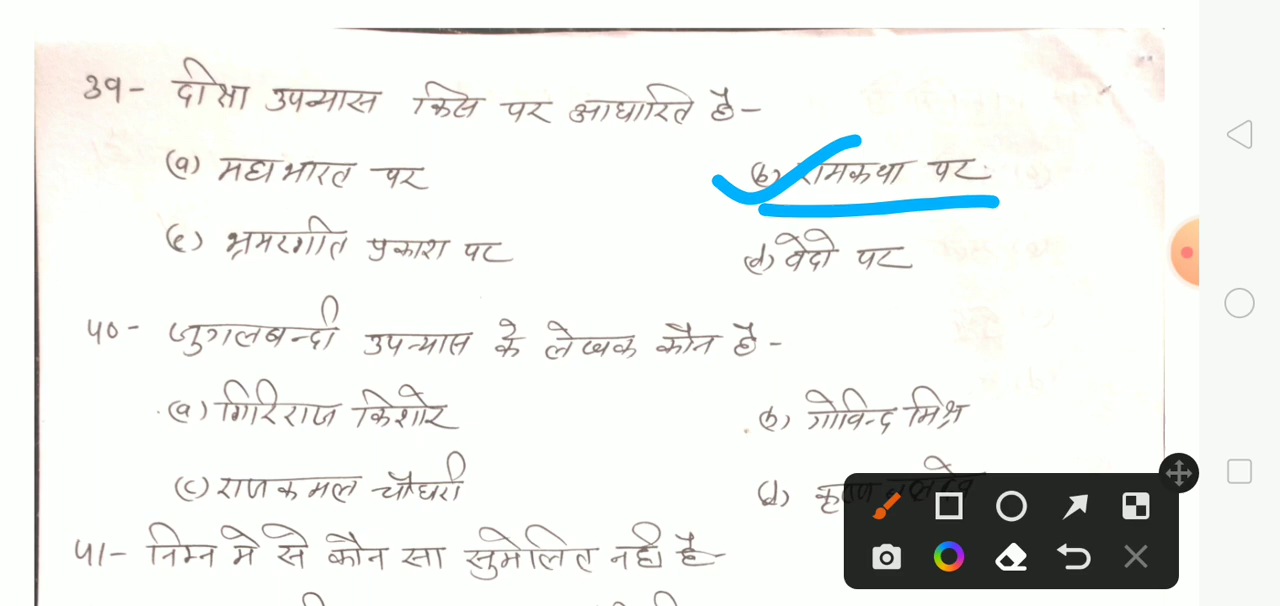 39- दीक्षा उपन्यास किस पर आधारित है-
(a) महाभारत पर (b) रामकथा पर
(c) भ्रमरगीत प्रकाश पर (d) वेदो पर
40- जुगलबन्दी उपन्यास के लेखक कौन है-
(a) गिरिराज किशोर (b) गोविन्द मिश्र
(c) राजकमल चौधरी (d) कृष्ण
41- निम्न मे से कौन सा सुमेलित नही है-